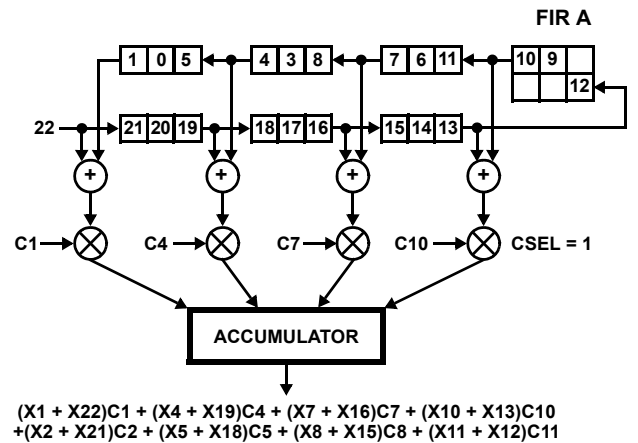 FIR A
1 0 5 4 3 8 7 6 11 10 9
12
22 21 20 19 18 17 16 15 14 13
+ + + +
C1 C4 C7 C10 CSEL = 1
ACCUMULATOR
(X1 + X22)C1 + (X4 + X19)C4 + (X7 + X16)C7 + (X10 + X13)C10
+(X2 + X21)C2 + (X5 + X18)C5 + (X8 + X15)C8 + (X11 + X12)C11